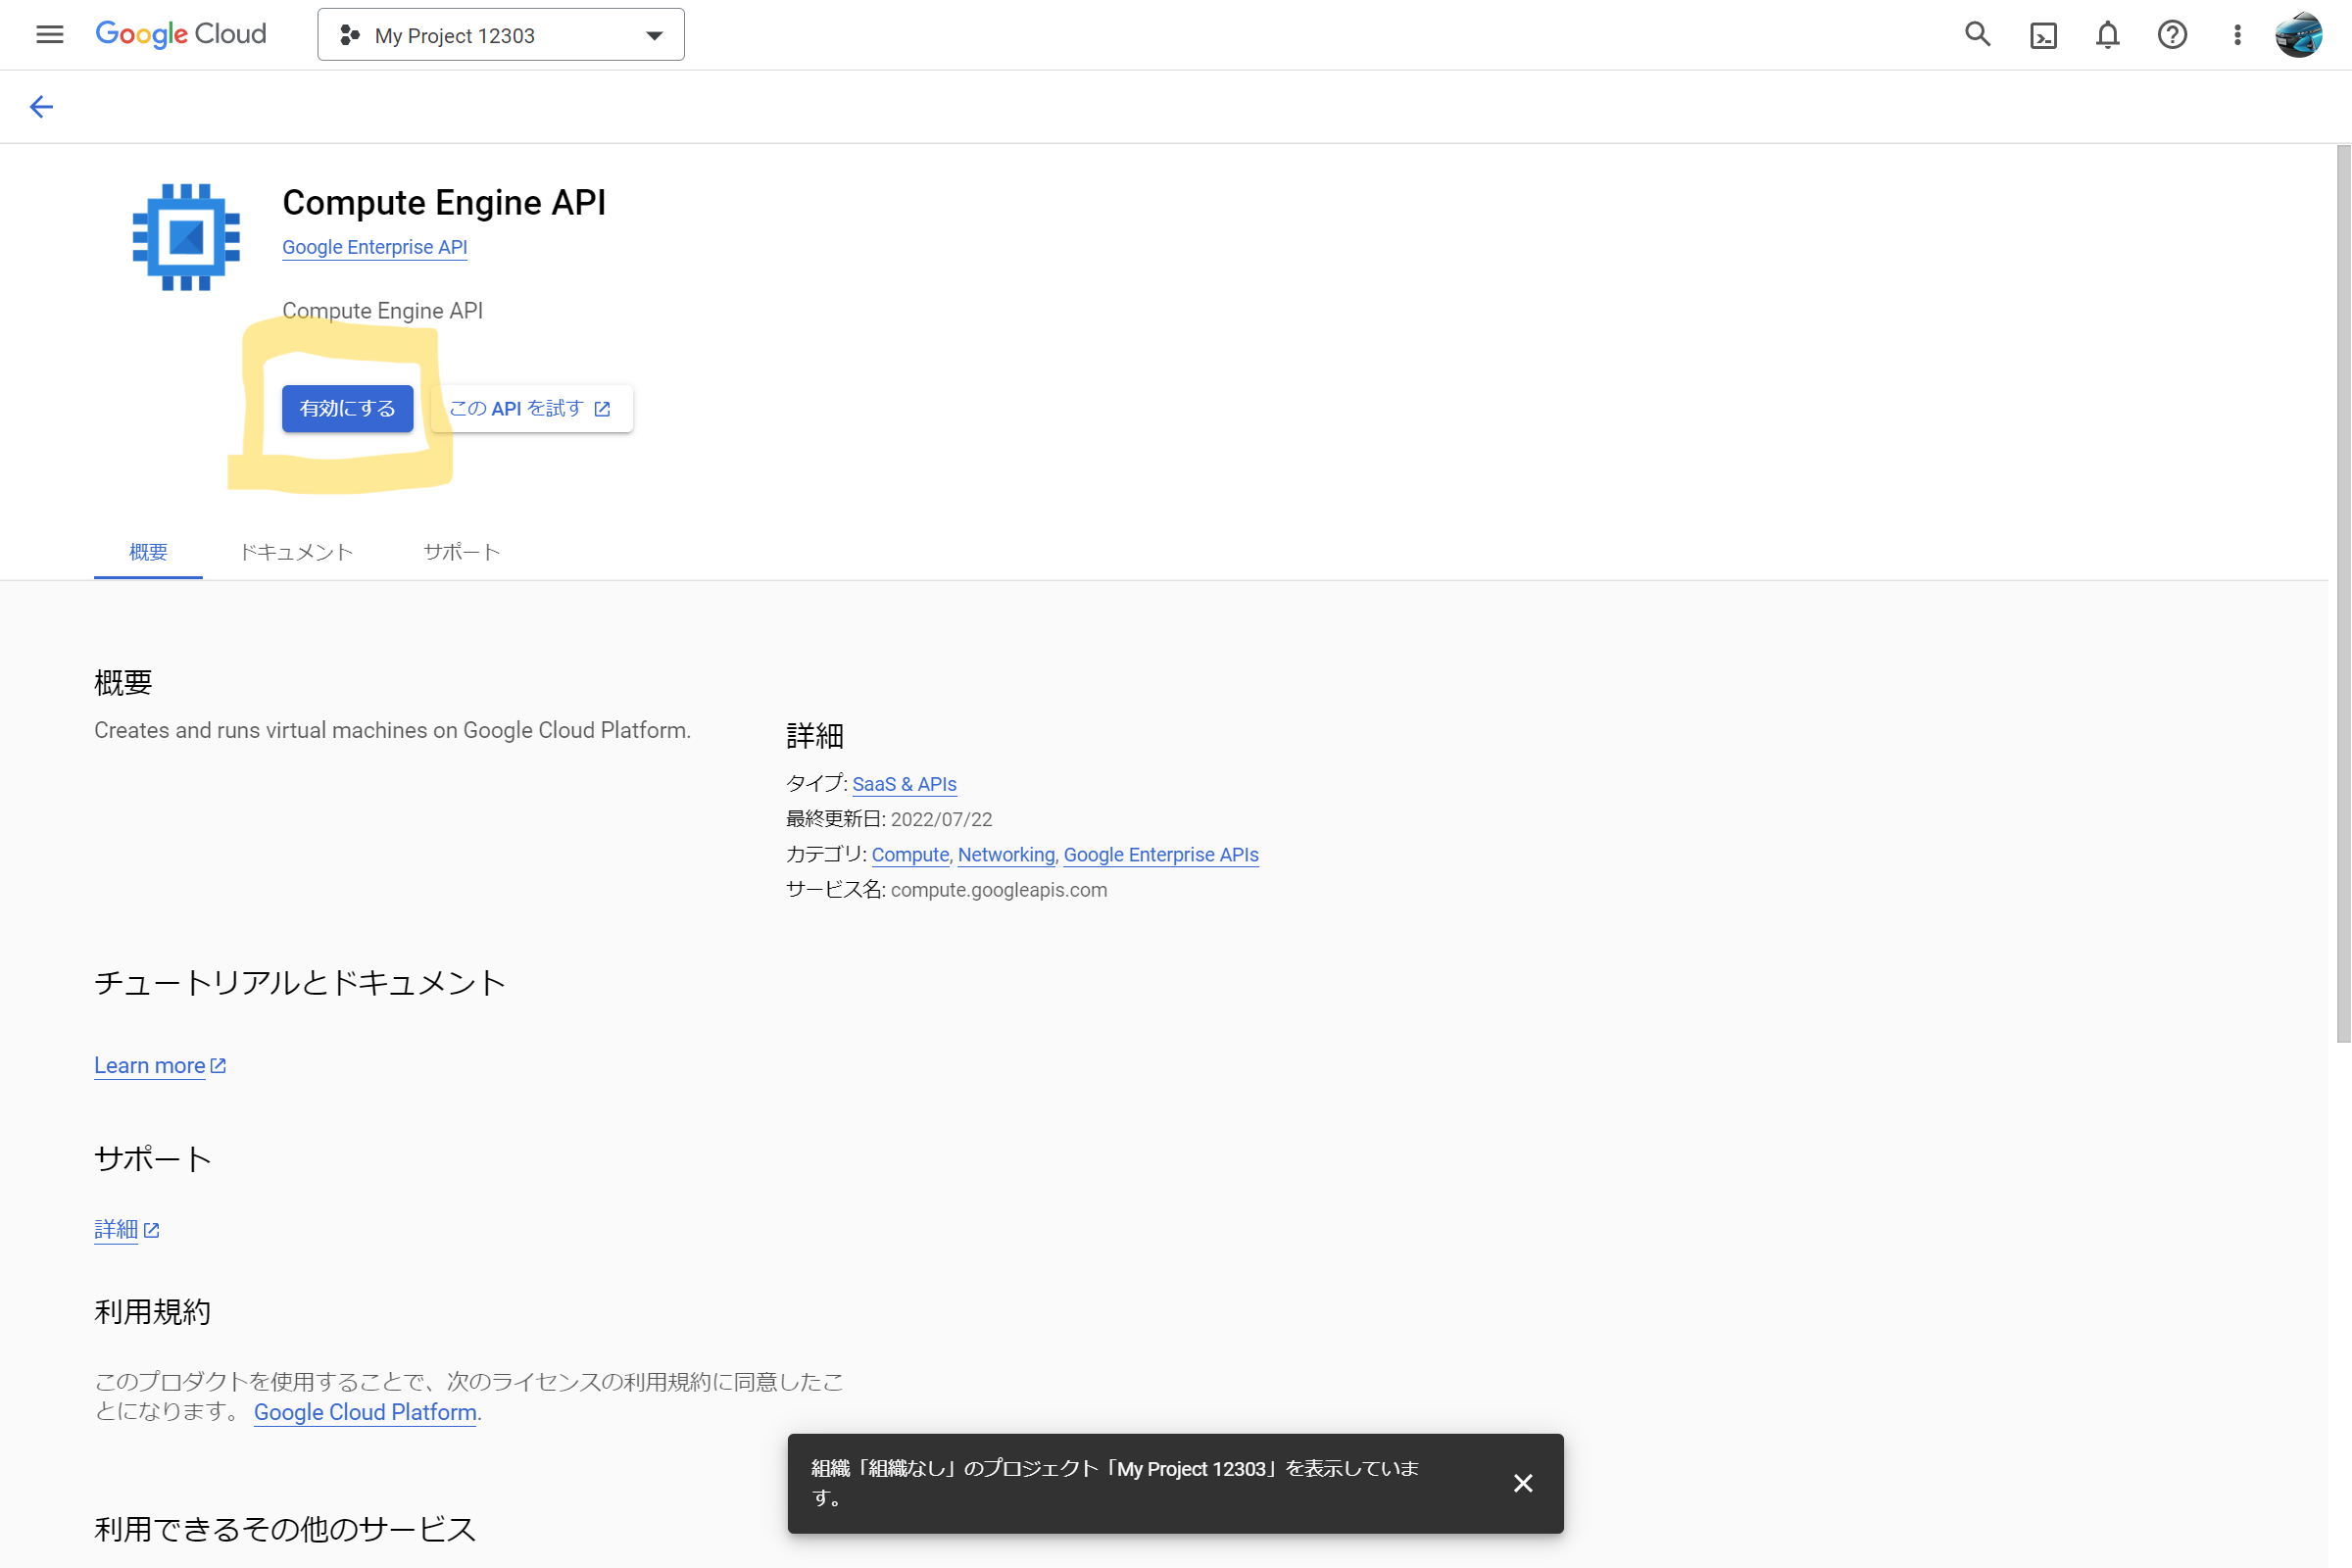 Google Cloud
My Project 12303
Compute Engine API
Google Enterprise API
Compute Engine API
有効にする
この API を試す
概要
ドキュメント
サポート
概要
Creates and runs virtual machines on Google Cloud Platform.
詳細
タイプ: SaaS & APIs
最終更新日: 2022/07/22
カテゴリ: Compute, Networking, Google Enterprise APIs
サービス名: compute.googleapis.com
チュートリアルとドキュメント
Learn more
サポート
詳細
利用規約
このプロダクトを使用することで、次のライセンスの利用規約に同意したこ
とになります。 Google Cloud Platform.
組織「組織なし」のプロジェクト「My Project 12303」を表示していま
す。
利用できるその他のサービス